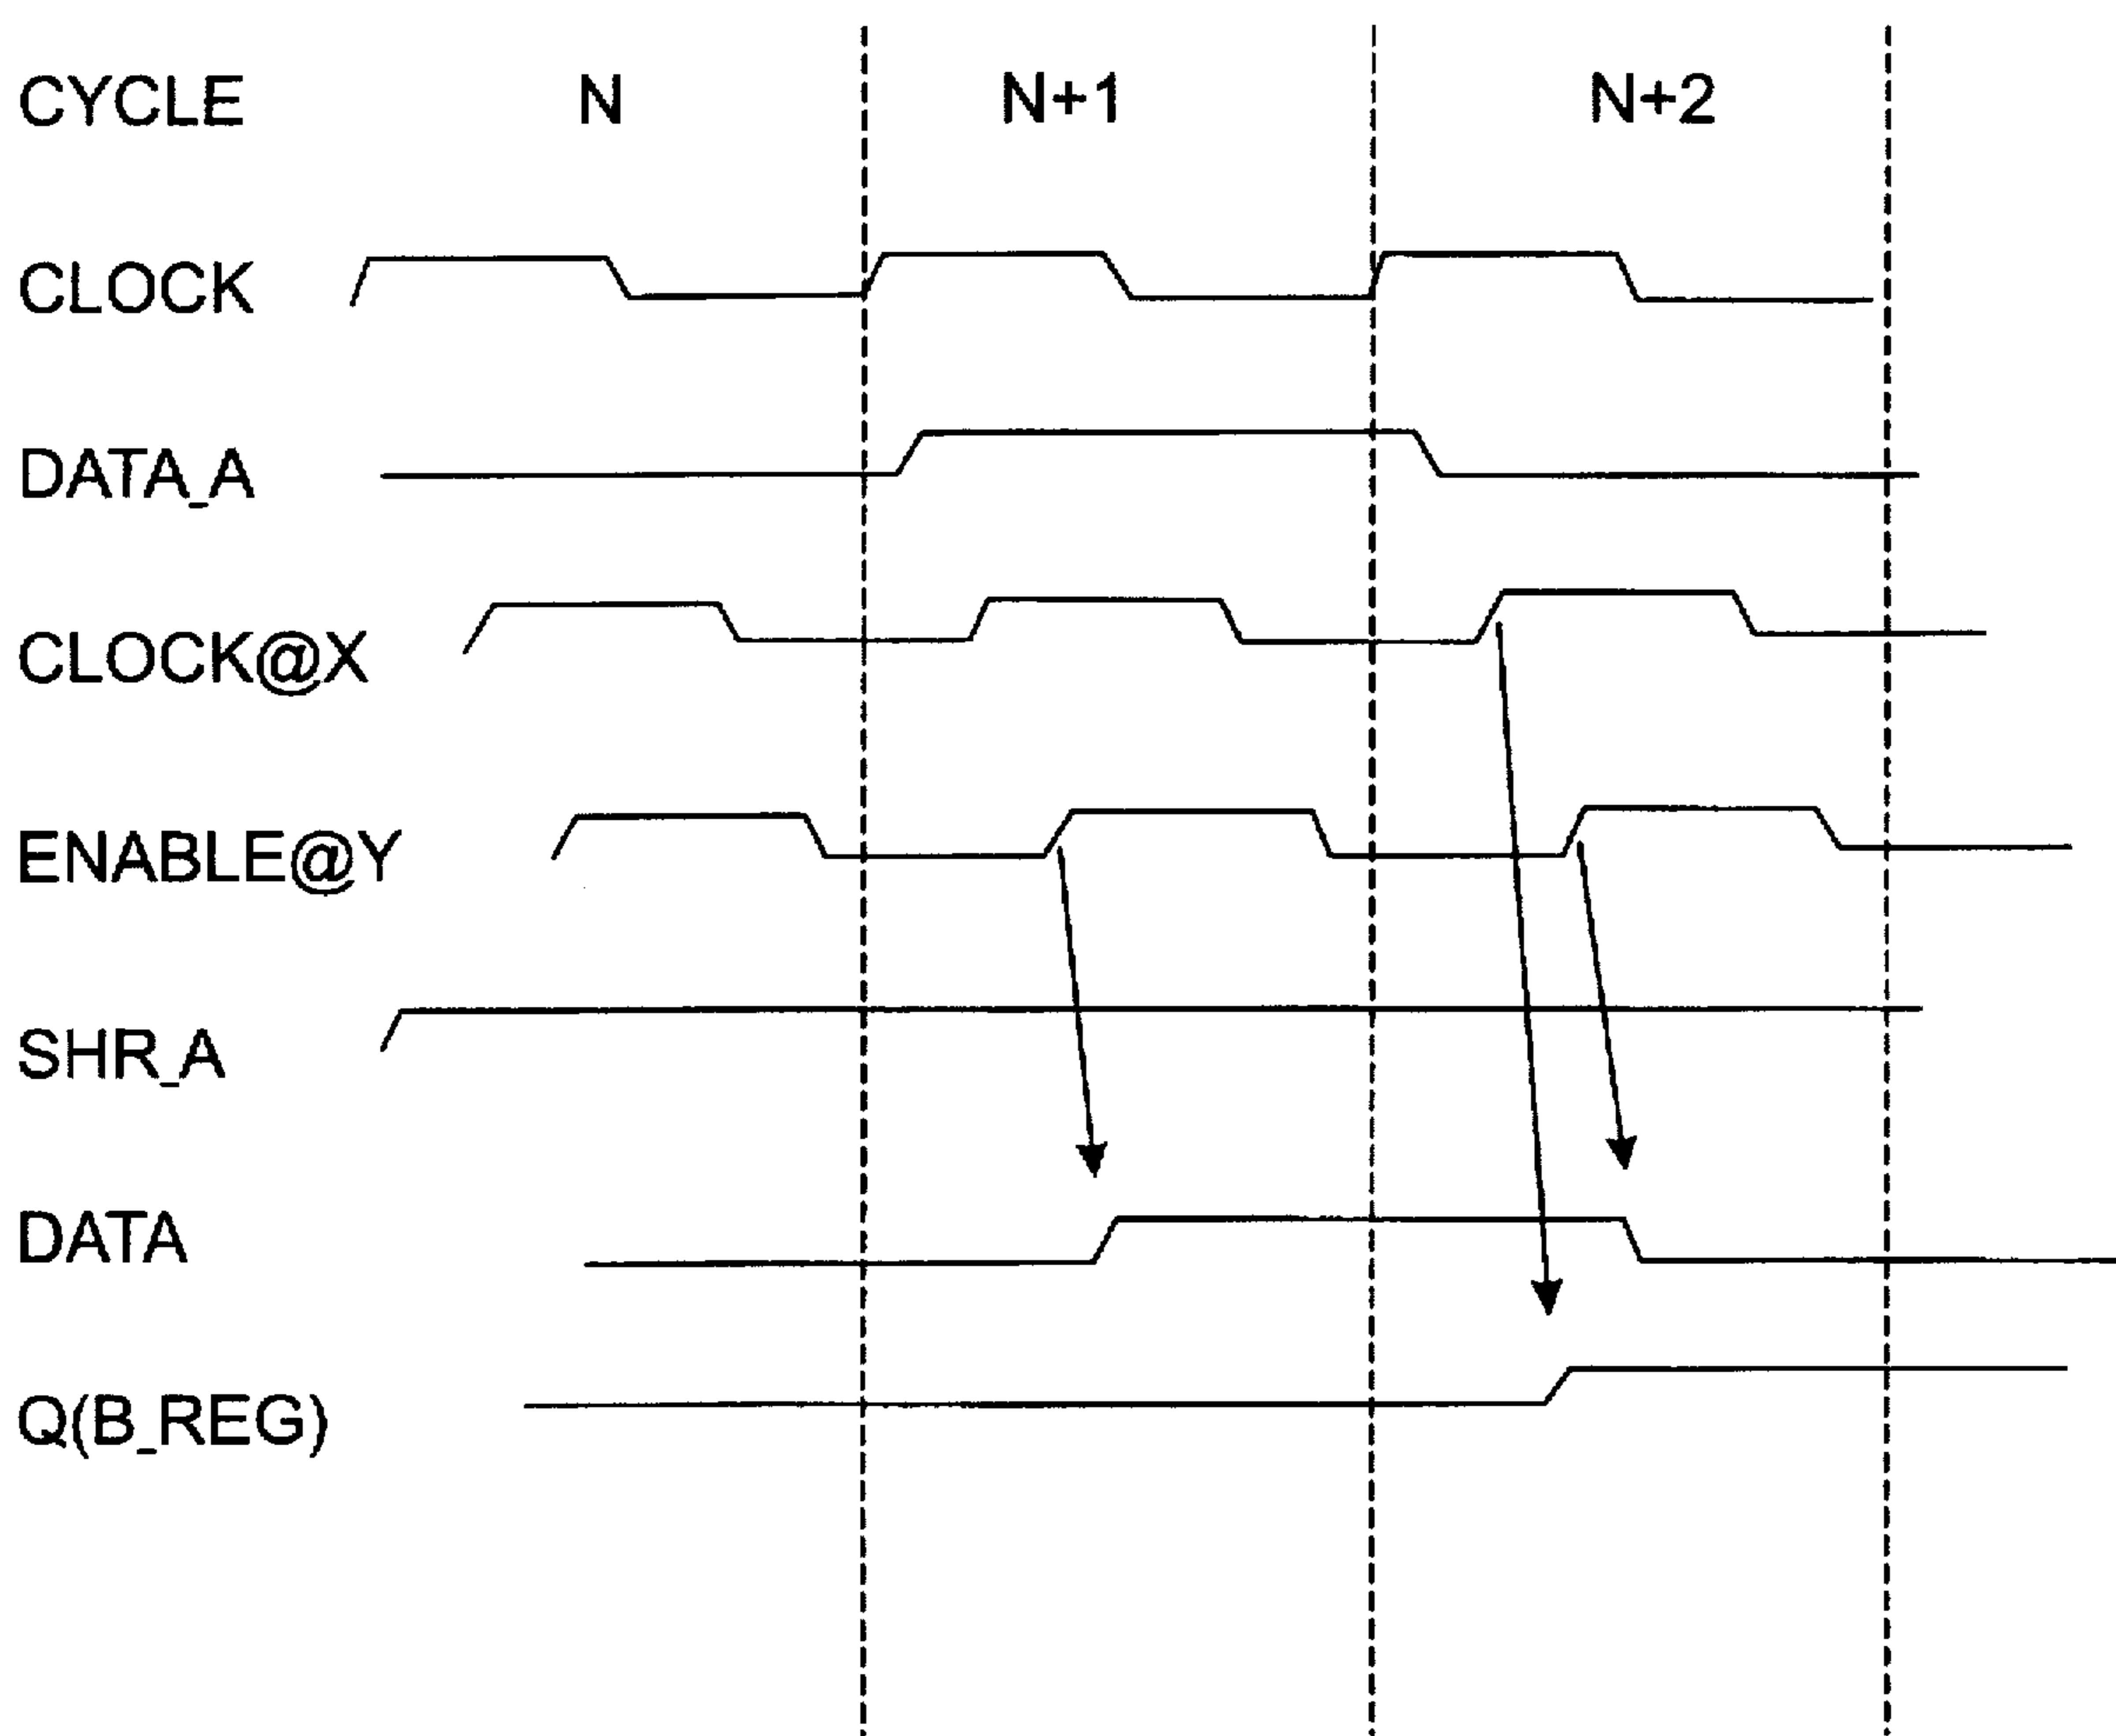 CYCLE N N+1 N+2
CLOCK
DATA_A
CLOCK@X
ENABLE@Y
SHR_A
DATA
Q(B_REG)